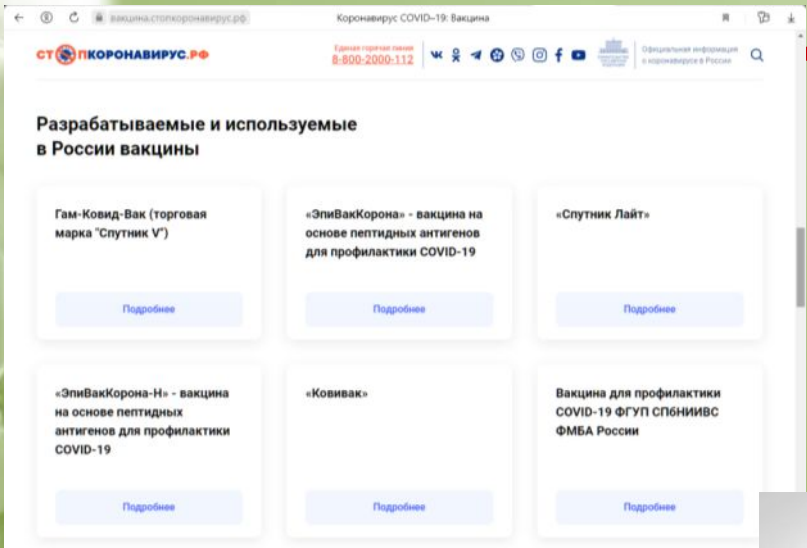 вакцина.стопкоронавирус.рф
Коронавирус COVID–19: Вакцина
СТОПКОРОНАВИРУС.РФ
Единая горячая линия
8-800-2000-112
Официальная информация
о коронавирусе в России
Разрабатываемые и используемые
в России вакцины
Гам-Ковид-Вак (торговая
марка "Спутник V")
Подробнее
«ЭпиВакКорона» - вакцина на
основе пептидных антигенов
для профилактики COVID-19
Подробнее
«Спутник Лайт»
Подробнее
«ЭпиВакКорона-Н» - вакцина
на основе пептидных
антигенов для профилактики
COVID-19
Подробнее
«Ковивак»
Подробнее
Вакцина для профилактики
COVID-19 ФГУП СПбНИИВС
ФМБА России
Подробнее